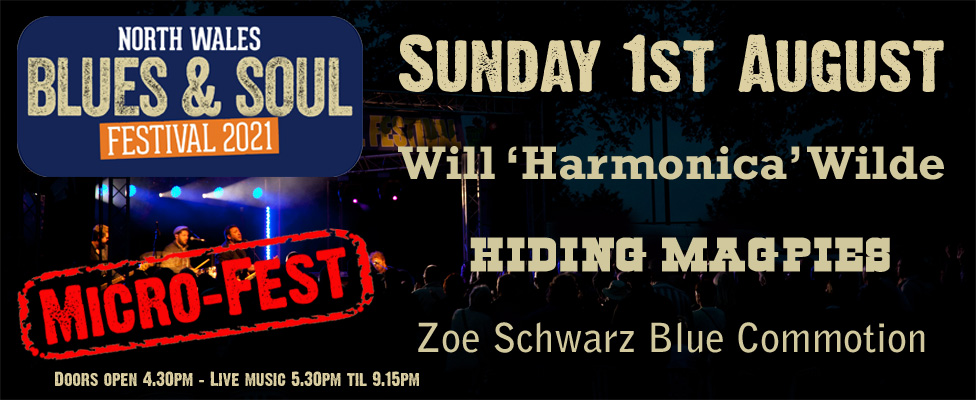 NORTH WALES
BLUES & SOUL
FESTIVAL 2021
MICRO-FEST
DOORS OPEN 4.30PM - LIVE MUSIC 5.30PM TIL 9.15PM
SUNDAY 1ST AUGUST
Will ‘Harmonica’ Wilde
HIDING MAGPIES
Zoe Schwarz Blue Commotion